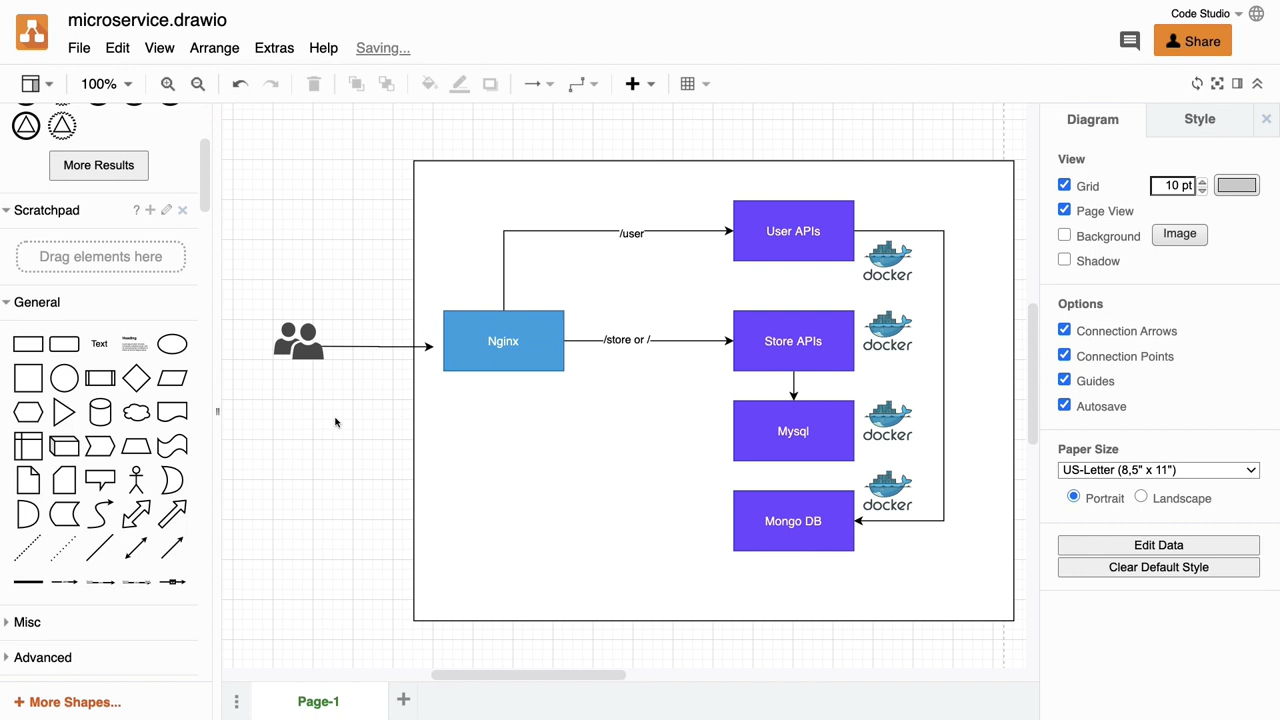 microservice.drawio
Code Studio
File Edit View Arrange Extras Help Saving...
Share
100%
More Results
Scratchpad
?
Drag elements here
General
Text
Heading
Misc
Advanced
+ More Shapes...
/user
User APIs
docker
Nginx
/store or /
Store APIs
docker
Mysql
docker
Mongo DB
docker
Page-1
Diagram Style
View
Grid 10 pt
Page View
Background Image
Shadow
Options
Connection Arrows
Connection Points
Guides
Autosave
Paper Size
US-Letter (8,5" x 11")
Portrait Landscape
Edit Data
Clear Default Style